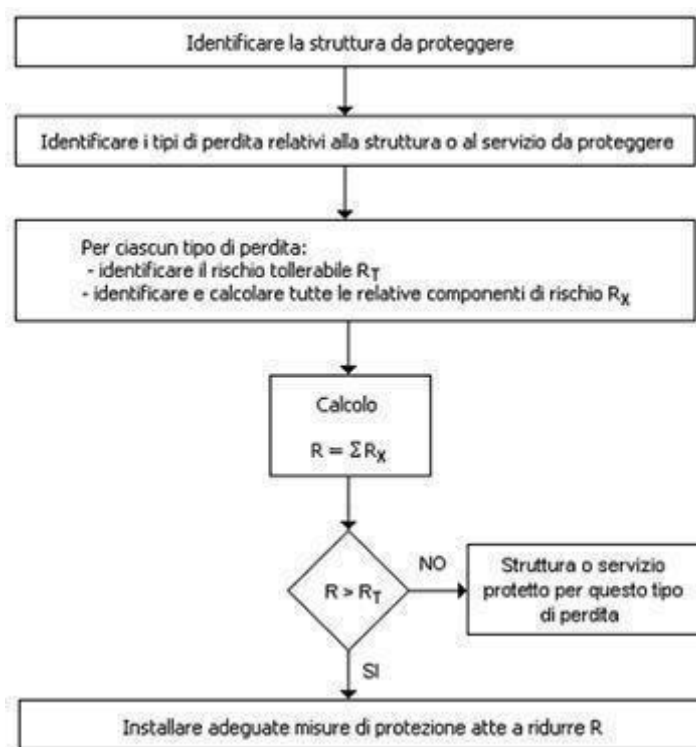 Identificare la struttura da proteggere
Identificare i tipi di perdita relativi alla struttura o al servizio da proteggere
Per ciascun tipo di perdita:
- identificare il rischio tollerabile RT
- identificare e calcolare tutte le relative componenti di rischio RX
Calcolo
R = ΣRX
R > RT
NO
Struttura o servizio
protetto per questo tipo
di perdita
SI
Installare adeguate misure di protezione atte a ridurre R